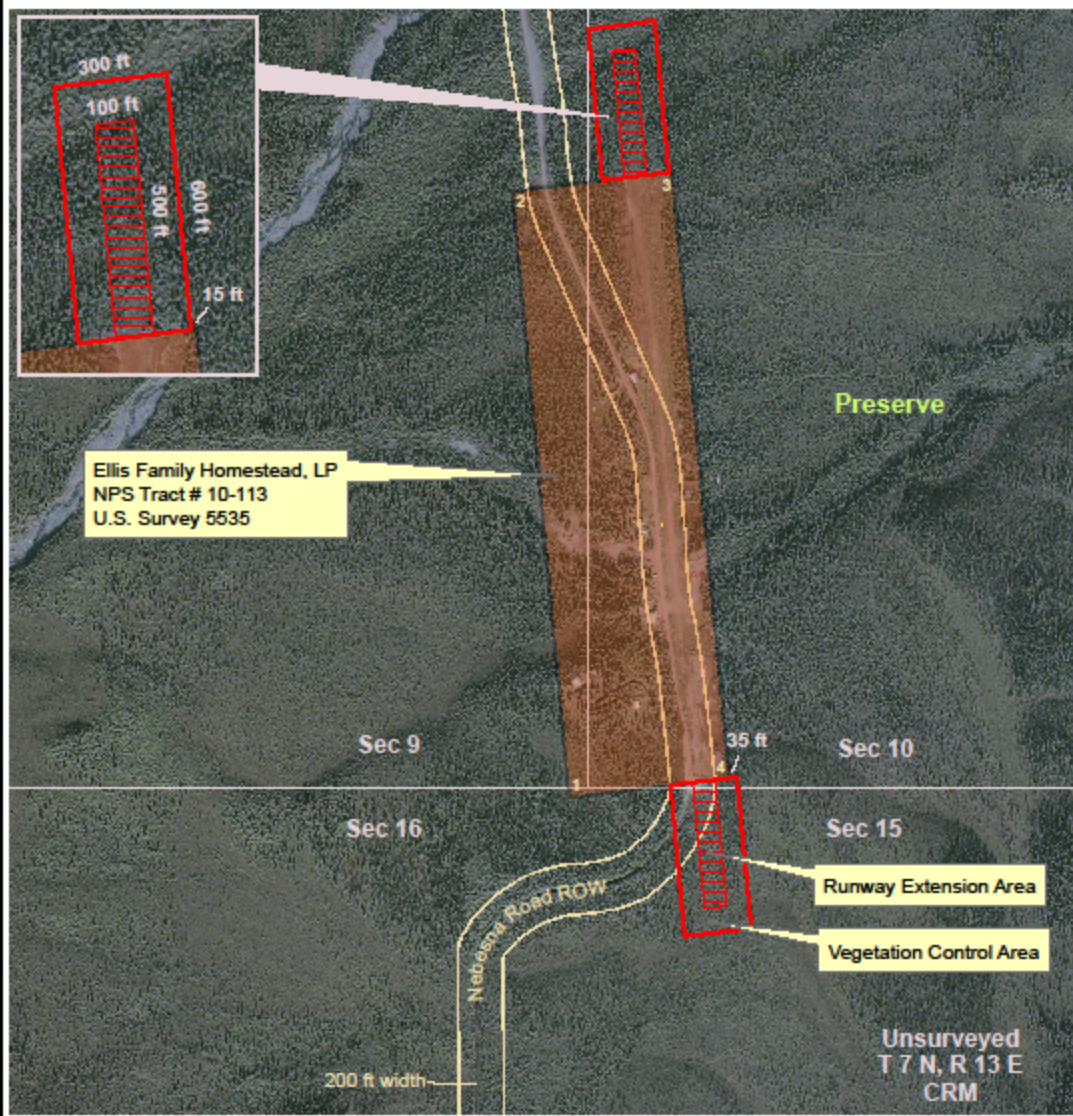 300 ft
100 ft
500 ft
600 ft
15 ft
2
3
Preserve
Ellis Family Homestead, LP
NPS Tract # 10-113
U.S. Survey 5535
Sec 9
35 ft
Sec 10
1
4
Sec 16
Sec 15
Runway Extension Area
Nebesna Road ROW
Vegetation Control Area
200 ft width
Unsurveyed
T 7 N, R 13 E
CRM